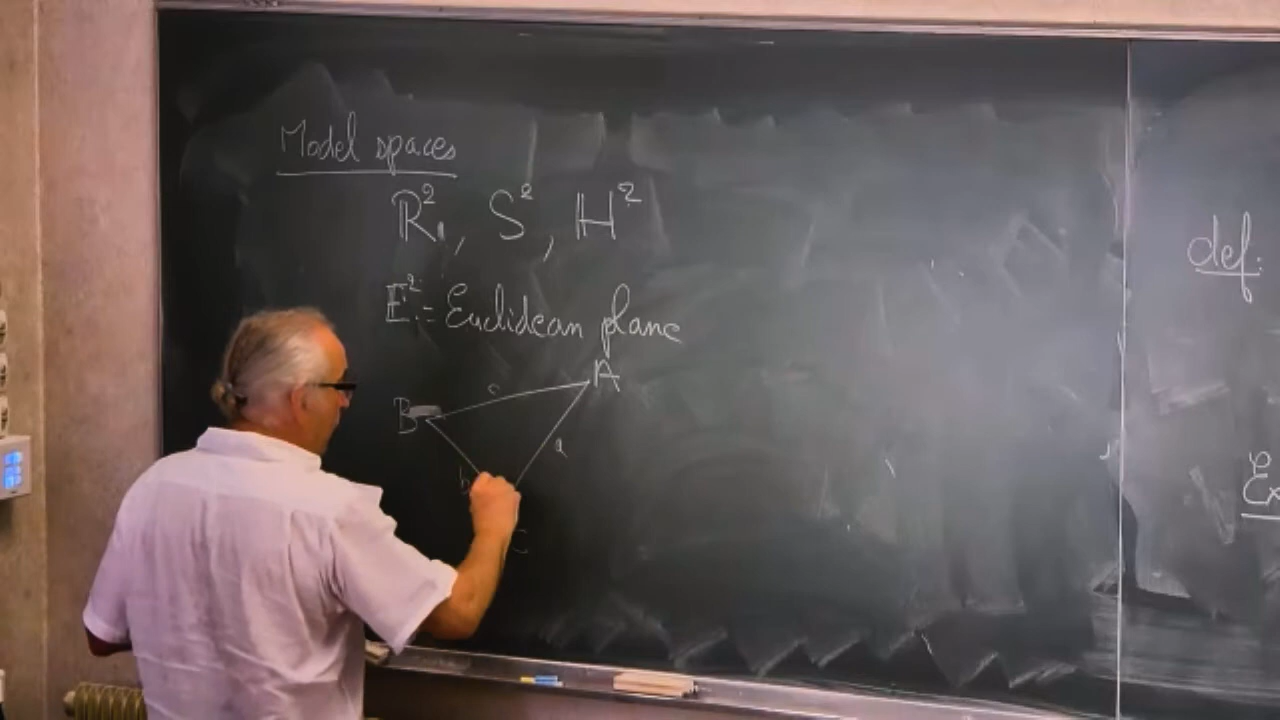 Model spaces
ℝ², S², ℍ²
E² := Euclidean plane
A
c
B
a
b
C
def:
Ex